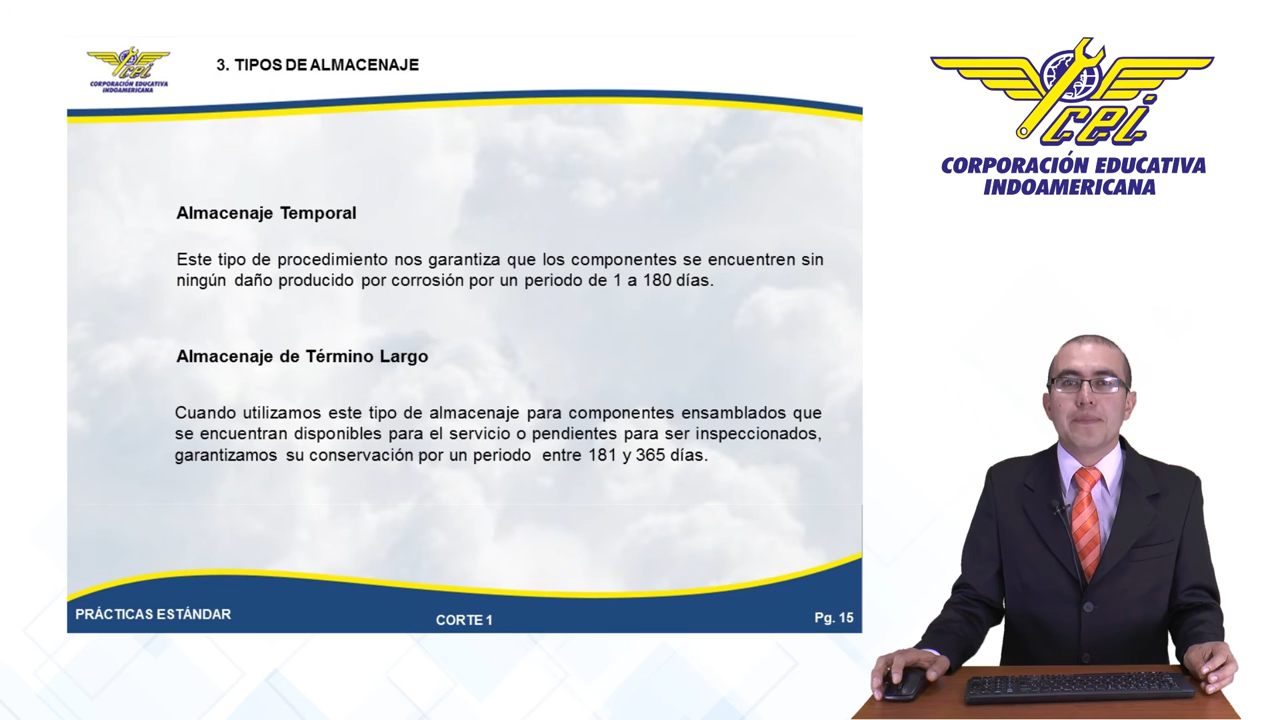 cei
CORPORACIÓN EDUCATIVA
INDOAMERICANA
3. TIPOS DE ALMACENAJE
Almacenaje Temporal
Este tipo de procedimiento nos garantiza que los componentes se encuentren sin
ningún daño producido por corrosión por un periodo de 1 a 180 días.
Almacenaje de Término Largo
Cuando utilizamos este tipo de almacenaje para componentes ensamblados que
se encuentran disponibles para el servicio o pendientes para ser inspeccionados,
garantizamos su conservación por un periodo entre 181 y 365 días.
PRÁCTICAS ESTÁNDAR
CORTE 1
Pg. 15
cei
CORPORACIÓN EDUCATIVA
INDOAMERICANA